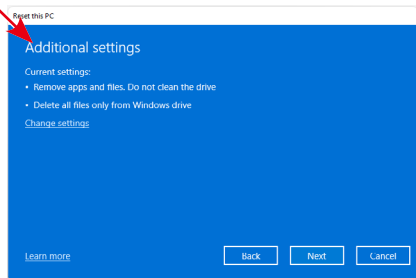 Reset this PC
Additional settings
Current settings:
• Remove apps and files. Do not clean the drive
• Delete all files only from Windows drive
Change settings
Learn more
Back
Next
Cancel